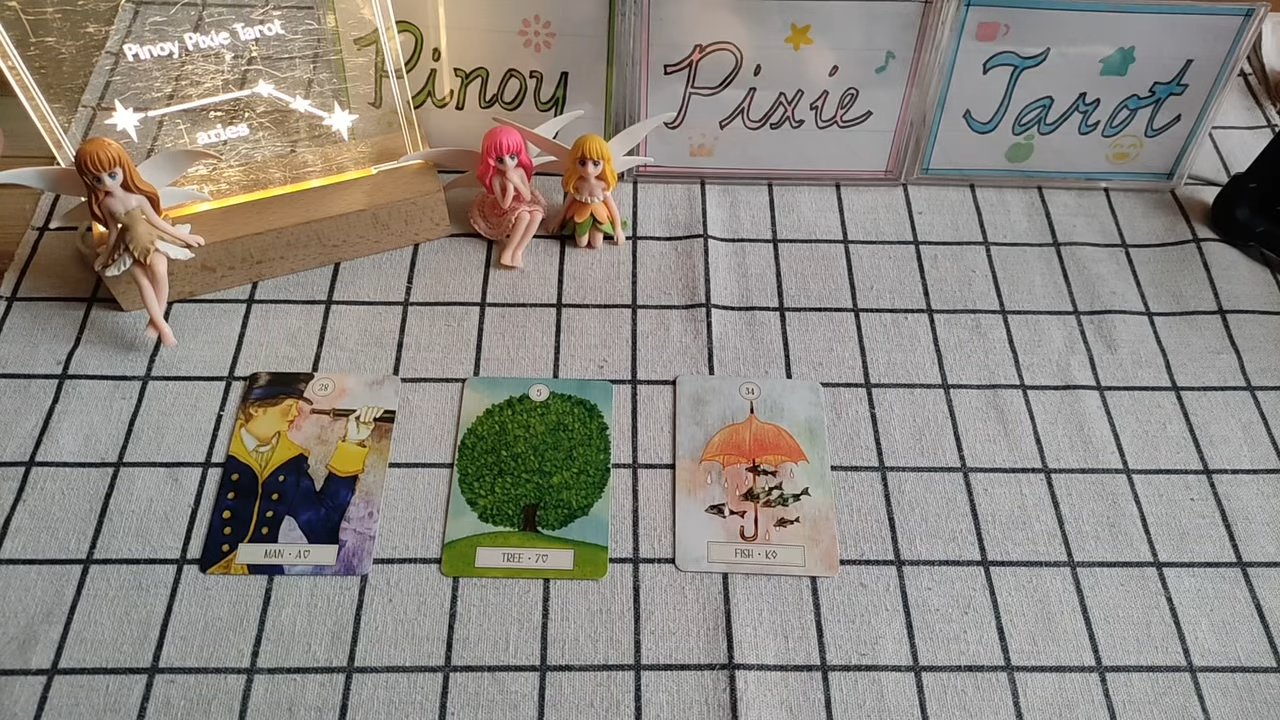 Pinoy Pixie Tarot
aries
Pinoy
Pixie
Tarot
28
MAN • A♡
5
TREE • 7♡
34
FISH • K♢